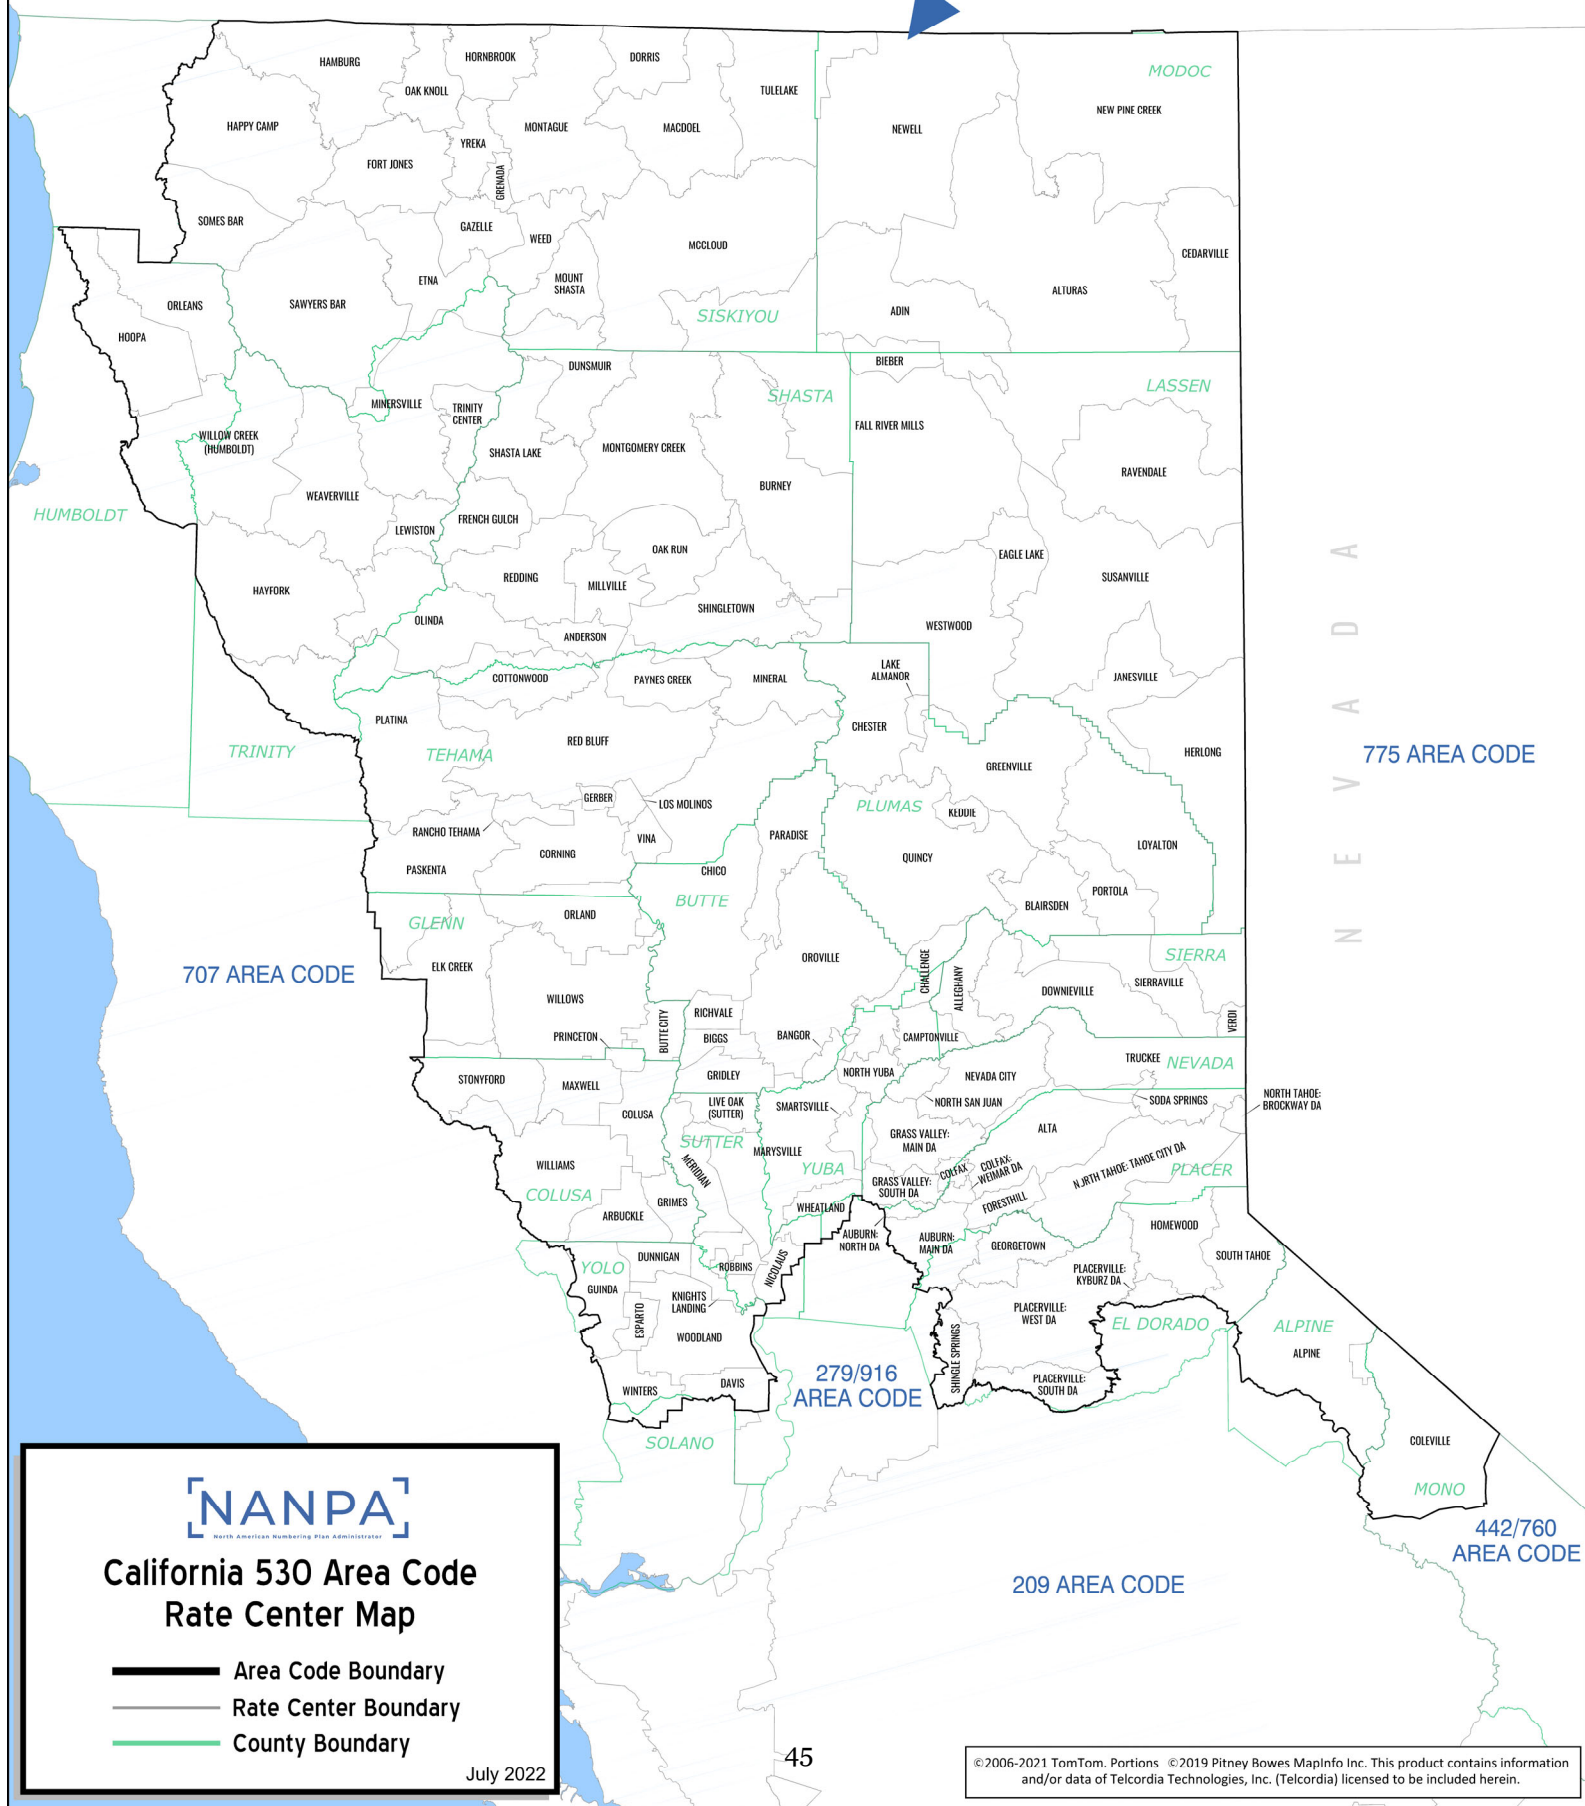 HAMBURG
HORNBROOK
DORRIS
MODOC
OAK KNOLL
TULELAKE
NEW PINE CREEK
HAPPY CAMP
MONTAGUE
MACDOEL
NEWELL
YREKA
FORT JONES
GRENADA
SOMES BAR
GAZELLE
WEED
MCCLOUD
CEDARVILLE
ETNA
MOUNT
SHASTA
ALTURAS
ORLEANS
SAWYERS BAR
ADIN
SISKIYOU
HOOPA
DUNSMUIR
BIEBER
LASSEN
SHASTA
MINERSVILLE
TRINITY
CENTER
FALL RIVER MILLS
WILLOW CREEK
(HUMBOLDT)
SHASTA LAKE
MONTGOMERY CREEK
RAVENDALE
BURNEY
WEAVERVILLE
HUMBOLDT
FRENCH GULCH
LEWISTON
OAK RUN
EAGLE LAKE
REDDING
MILLVILLE
SUSANVILLE
HAYFORK
SHINGLETOWN
OLINDA
WESTWOOD
ANDERSON
LAKE
ALMANOR
COTTONWOOD
PAYNES CREEK
MINERAL
JANESVILLE
PLATINA
CHESTER
RED BLUFF
TRINITY
TEHAMA
HERLONG
NEVADA
775 AREA CODE
GREENVILLE
GERBER
LOS MOLINOS
PLUMAS
KEDDIE
RANCHO TEHAMA
VINA
PARADISE
LOYALTON
CORNING
QUINCY
PASKENTA
CHICO
PORTOLA
BUTTE
BLAIRSDEN
ORLAND
GLENN
SIERRA
OROVILLE
ELK CREEK
CHALLENGE
707 AREA CODE
ALLEGHANY
SIERRAVILLE
DOWNIEVILLE
WILLOWS
RICHVALE
VERDI
BUTTECITY
PRINCETON
BIGGS
BANGOR
CAMPTONVILLE
TRUCKEE
NEVADA
GRIDLEY
NORTH YUBA
NEVADA CITY
STONYFORD
MAXWELL
NORTH TAHOE:
BROCKWAY DA
LIVE OAK
(SUTTER)
SMARTSVILLE
NORTH SAN JUAN
SODA SPRINGS
COLUSA
ALTA
GRASS VALLEY:
MAIN DA
SUTTER
MARYSVILLE
WILLIAMS
YUBA
MERIDIAN
COLFAX
COLFAX:
WEIMAR DA
NORTH TAHOE: TAHOE CITY DA
PLACER
GRASS VALLEY:
SOUTH DA
COLUSA
GRIMES
FORESTHILL
WHEATLAND
ARBUCKLE
HOMEWOOD
AUBURN:
NORTH DA
AUBURN:
MAIN DA
GEORGETOWN
DUNNIGAN
SOUTH TAHOE
YOLO
ROBBINS
NICOLAUS
PLACERVILLE:
KYBURZ DA
GUINDA
KNIGHTS
LANDING
PLACERVILLE:
WEST DA
ESPARTO
EL DORADO
ALPINE
WOODLAND
SHINGLE SPRINGS
ALPINE
279/916
AREA CODE
PLACERVILLE:
SOUTH DA
WINTERS
DAVIS
SOLANO
COLEVILLE
MONO
442/760
AREA CODE
209 AREA CODE
NANPA
North American Numbering Plan Administrator
California 530 Area Code
Rate Center Map
Area Code Boundary
Rate Center Boundary
County Boundary
July 2022
45
©2006-2021 TomTom. Portions ©2019 Pitney Bowes MapInfo Inc. This product contains information
and/or data of Telcordia Technologies, Inc. (Telcordia) licensed to be included herein.